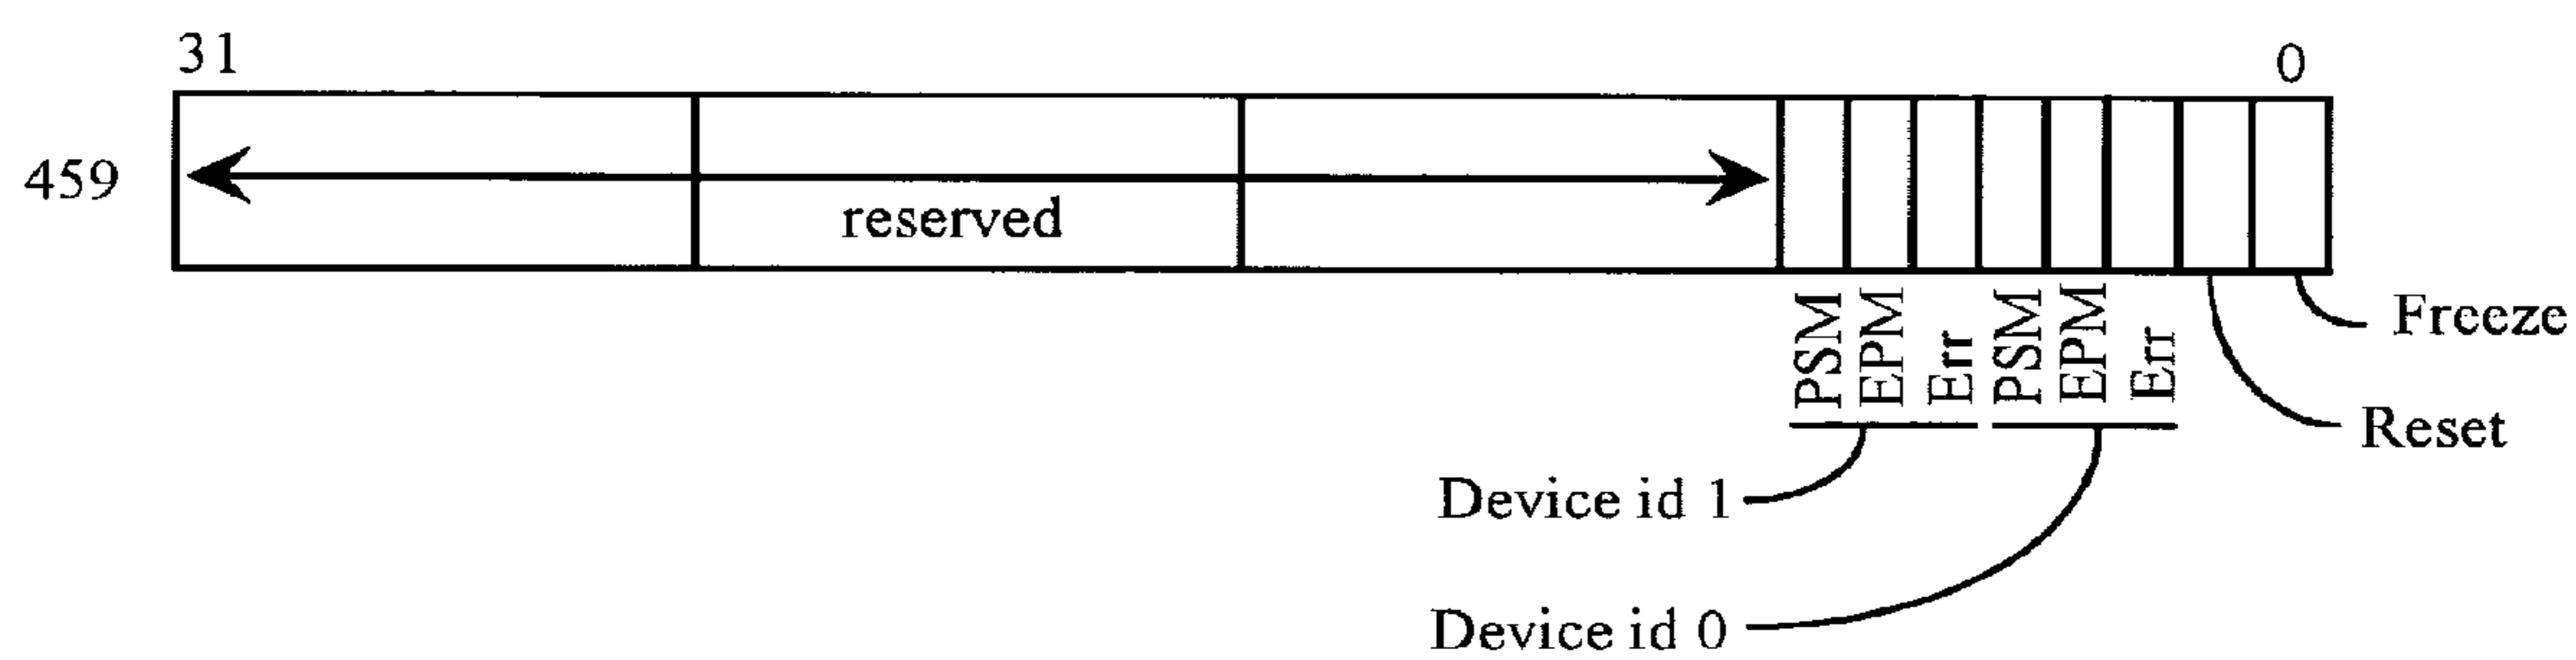 31
0
459
reserved
PSM
EPM
Err
PSM
EPM
Err
Freeze
Reset
Device id 1
Device id 0